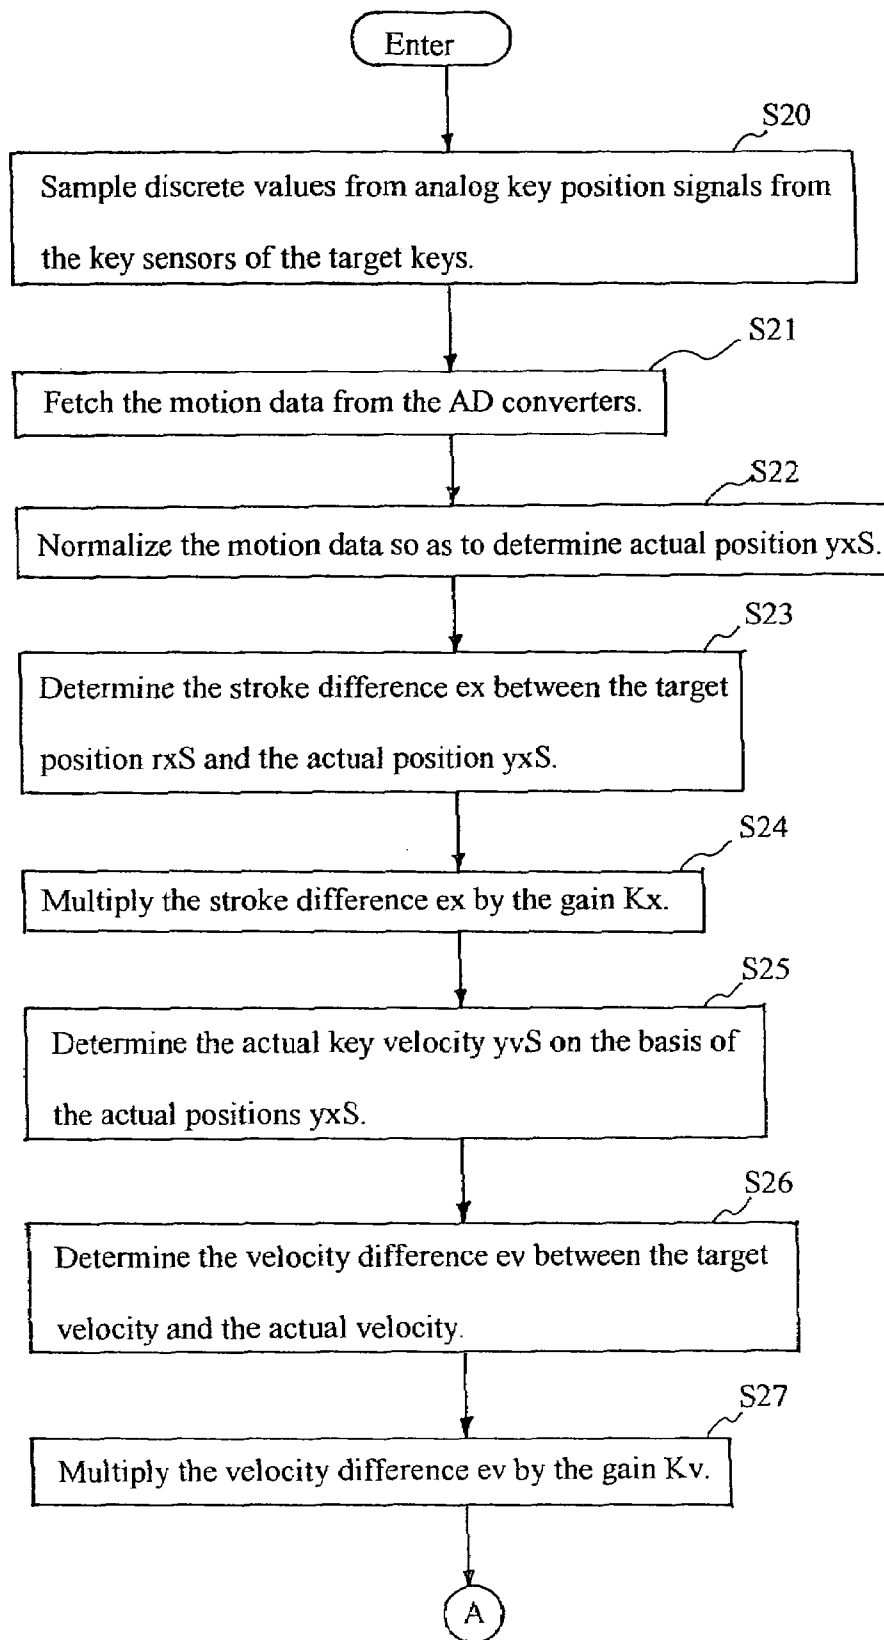 Enter
S20
Sample discrete values from analog key position signals from
the key sensors of the target keys.
S21
Fetch the motion data from the AD converters.
S22
Normalize the motion data so as to determine actual position yxS.
S23
Determine the stroke difference ex between the target
position rxS and the actual position yxS.
S24
Multiply the stroke difference ex by the gain Kx.
S25
Determine the actual key velocity yvS on the basis of
the actual positions yxS.
S26
Determine the velocity difference ev between the target
velocity and the actual velocity.
S27
Multiply the velocity difference ev by the gain Kv.
A